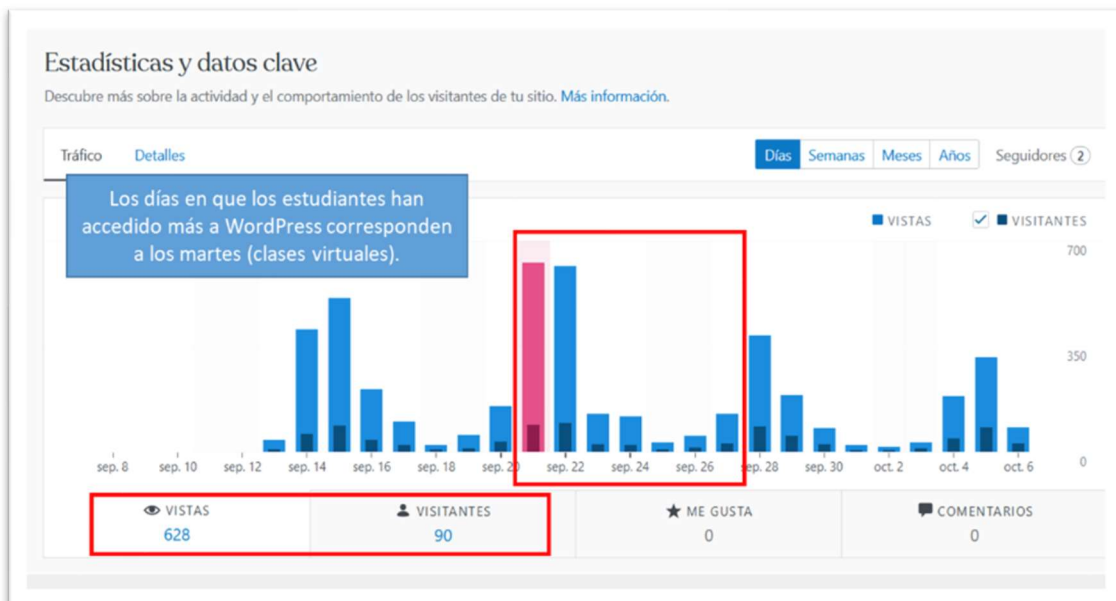 Estadísticas y datos clave
Descubre más sobre la actividad y el comportamiento de los visitantes de tu sitio. Más información.
Tráfico Detalles Días Semanas Meses Años Seguidores 2
Los días en que los estudiantes han
accedido más a WordPress corresponden
a los martes (clases virtuales).
VISTAS VISITANTES
700
350
0
sep. 8 sep. 10 sep. 12 sep. 14 sep. 16 sep. 18 sep. 20 sep. 22 sep. 24 sep. 26 sep. 28 sep. 30 oct. 2 oct. 4 oct. 6
VISTAS VISITANTES ME GUSTA COMENTARIOS
628 90 0 0